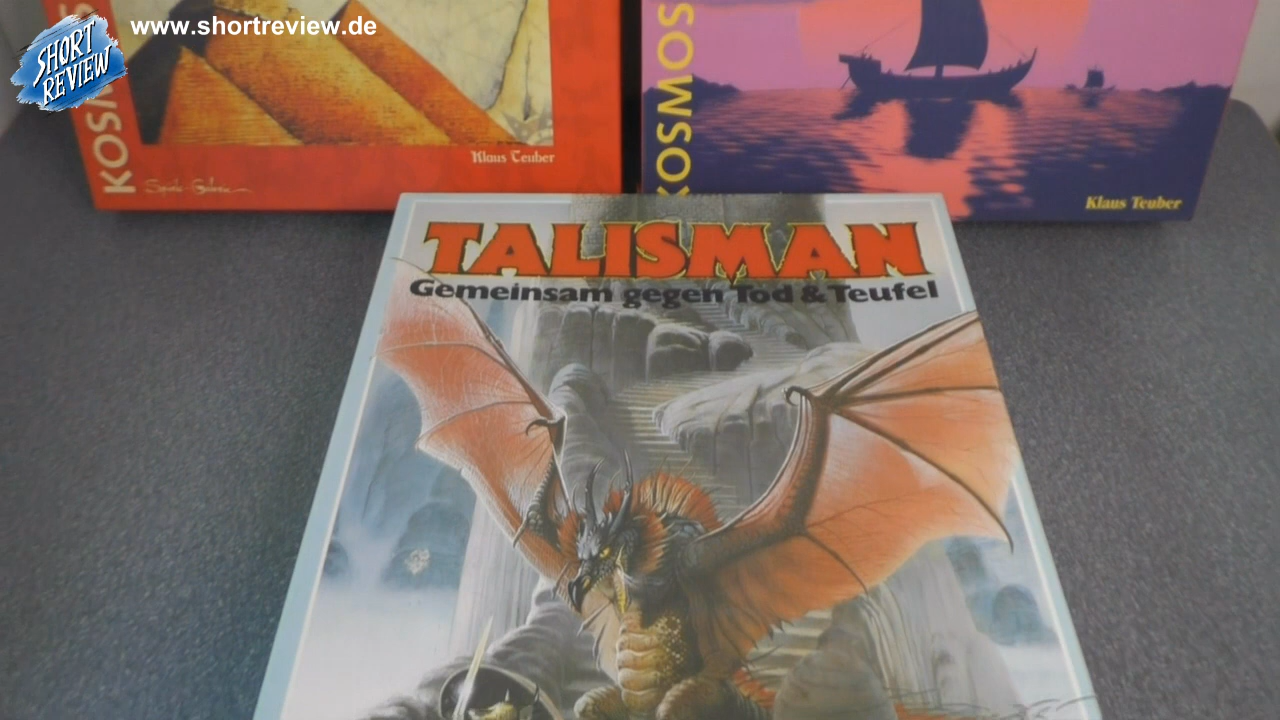 SHORT
REVIEW
www.shortreview.de
KOSMOS
Klaus Teuber
KOSMOS
Klaus Teuber
TALISMAN
Gemeinsam gegen Tod & Teufel